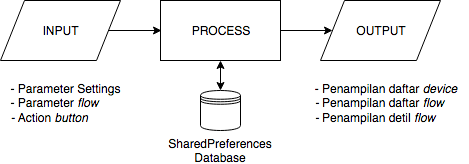 INPUT
PROCESS
OUTPUT
- Parameter Settings
- Parameter flow
- Action button
SharedPreferences
Database
- Penampilan daftar device
- Penampilan daftar flow
- Penampilan detil flow